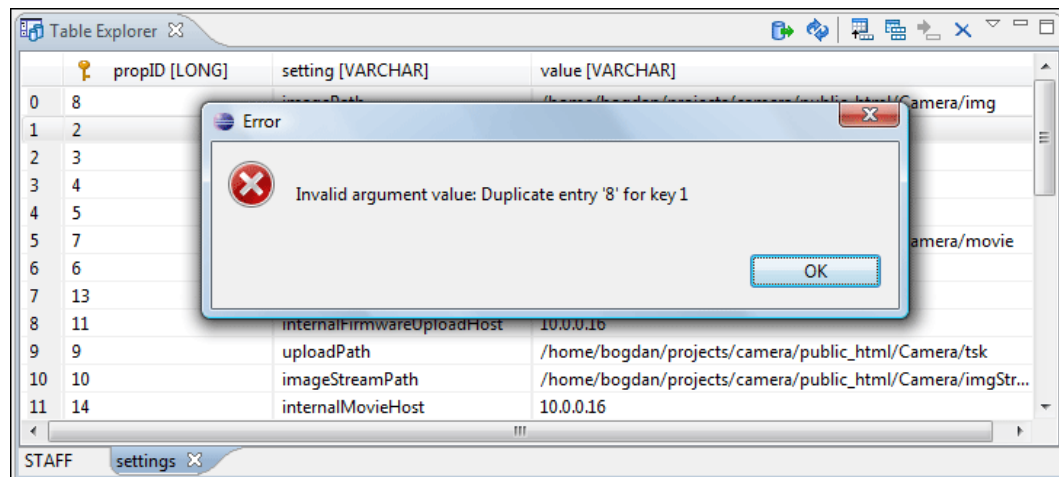 Table Explorer
propID [LONG] setting [VARCHAR] value [VARCHAR]
0 8 imagePath /home/bogdan/projects/camera/public_html/Camera/img
Error
1 2
2 3
3 4
Invalid argument value: Duplicate entry '8' for key 1
4 5
5 7 amera/movie
6 6
OK
7 13
8 11 internalFirmwareUploadHost 10.0.0.16
9 9 uploadPath /home/bogdan/projects/camera/public_html/Camera/tsk
10 10 imageStreamPath /home/bogdan/projects/camera/public_html/Camera/imgStr...
11 14 internalMovieHost 10.0.0.16
STAFF settings